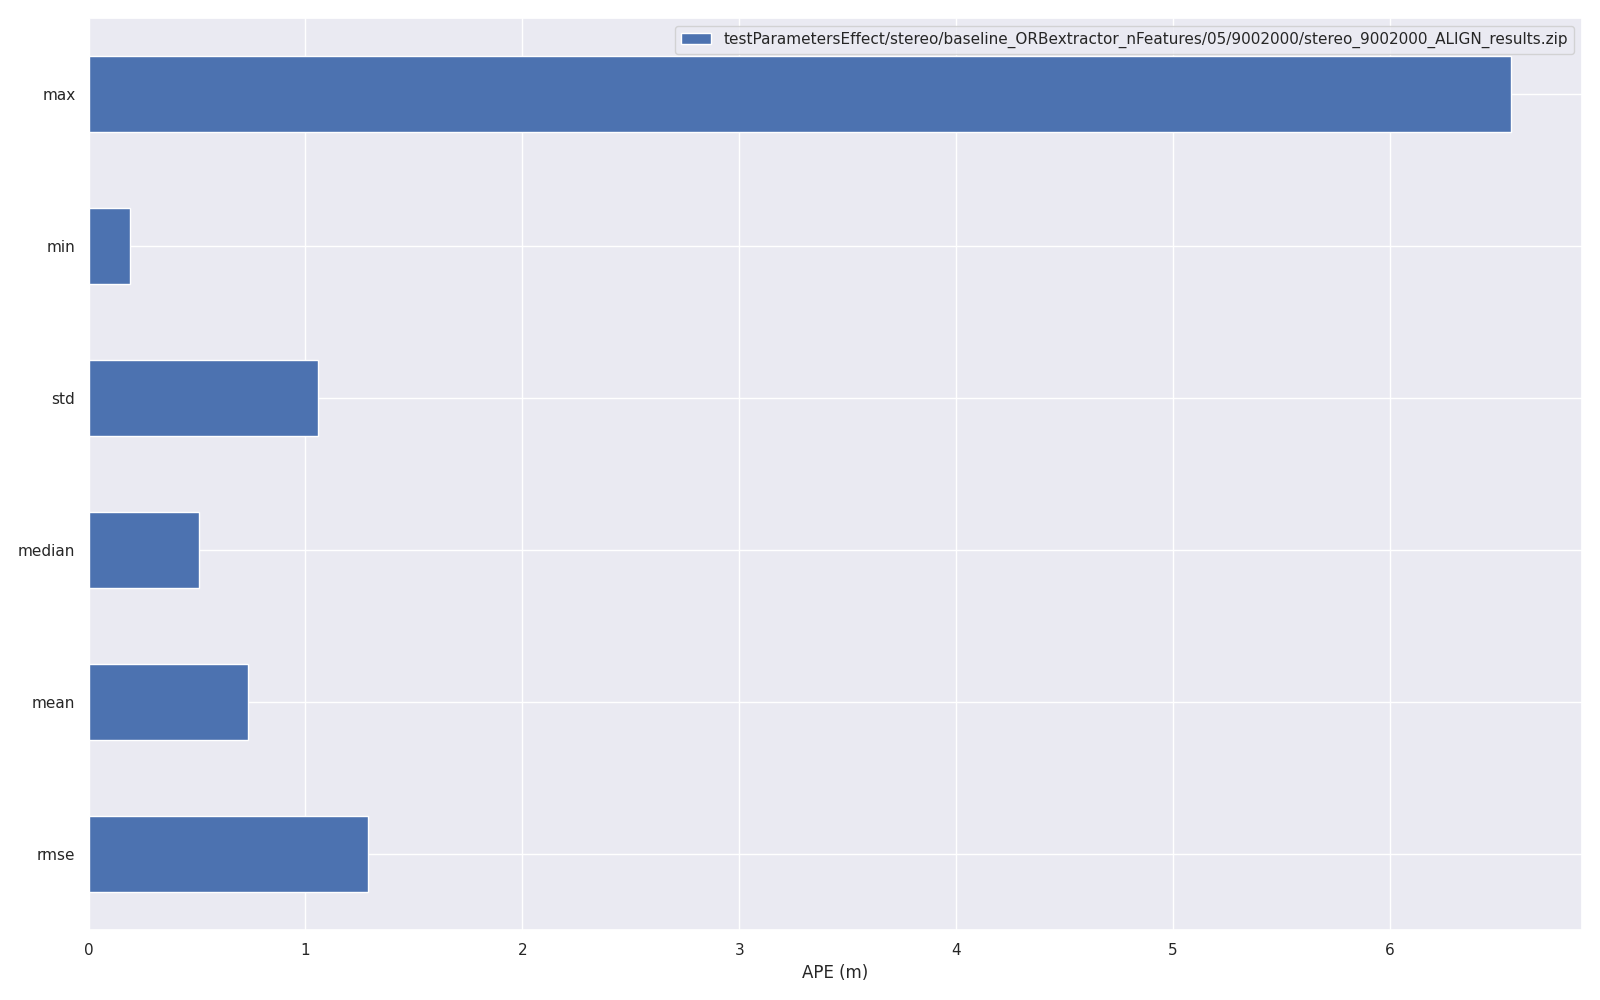 testParametersEffect/stereo/baseline_ORBextractor_nFeatures/05/9002000/stereo_9002000_ALIGN_results.zip
max
min
std
median
mean
rmse
0 1 2 3 4 5 6
APE (m)